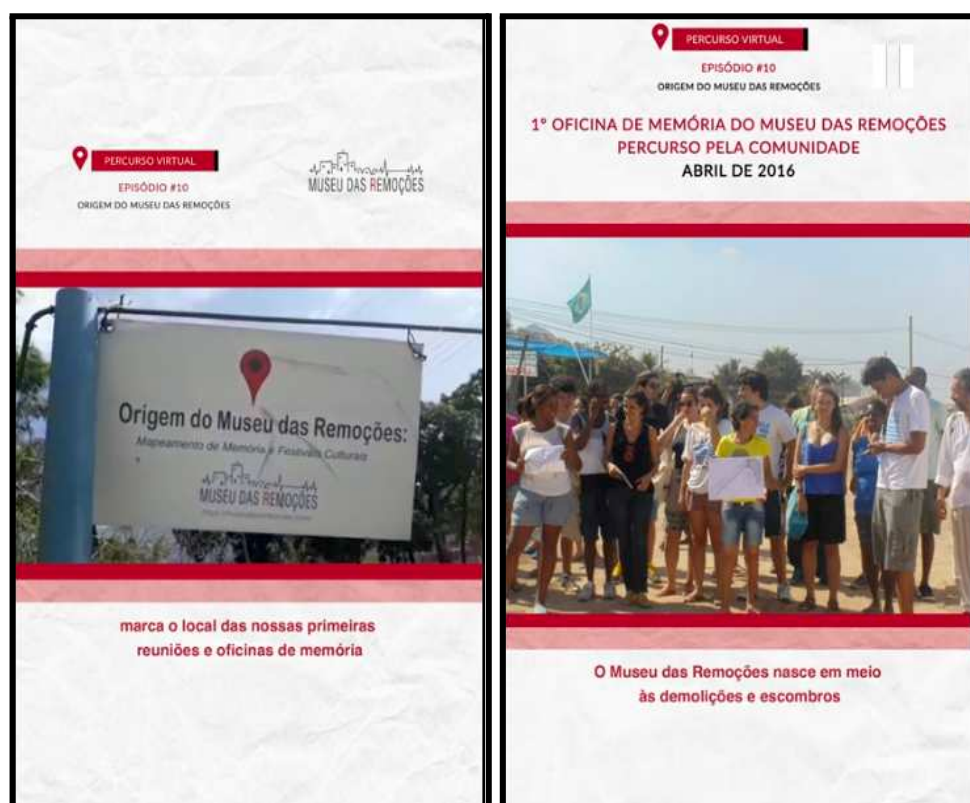 PERCURSO VIRTUAL
EPISÓDIO #10
ORIGEM DO MUSEU DAS REMOÇÕES
MUSEU DAS REMOÇÕES
Origem do Museu das Remoções:
Mapeamento de Memória e Festivais Culturais
MUSEU DAS REMOÇÕES
marca o local das nossas primeiras
reuniões e oficinas de memória
PERCURSO VIRTUAL
EPISÓDIO #10
ORIGEM DO MUSEU DAS REMOÇÕES
1º OFICINA DE MEMÓRIA DO MUSEU DAS REMOÇÕES
PERCURSO PELA COMUNIDADE
ABRIL DE 2016
O Museu das Remoções nasce em meio
às demolições e escombros